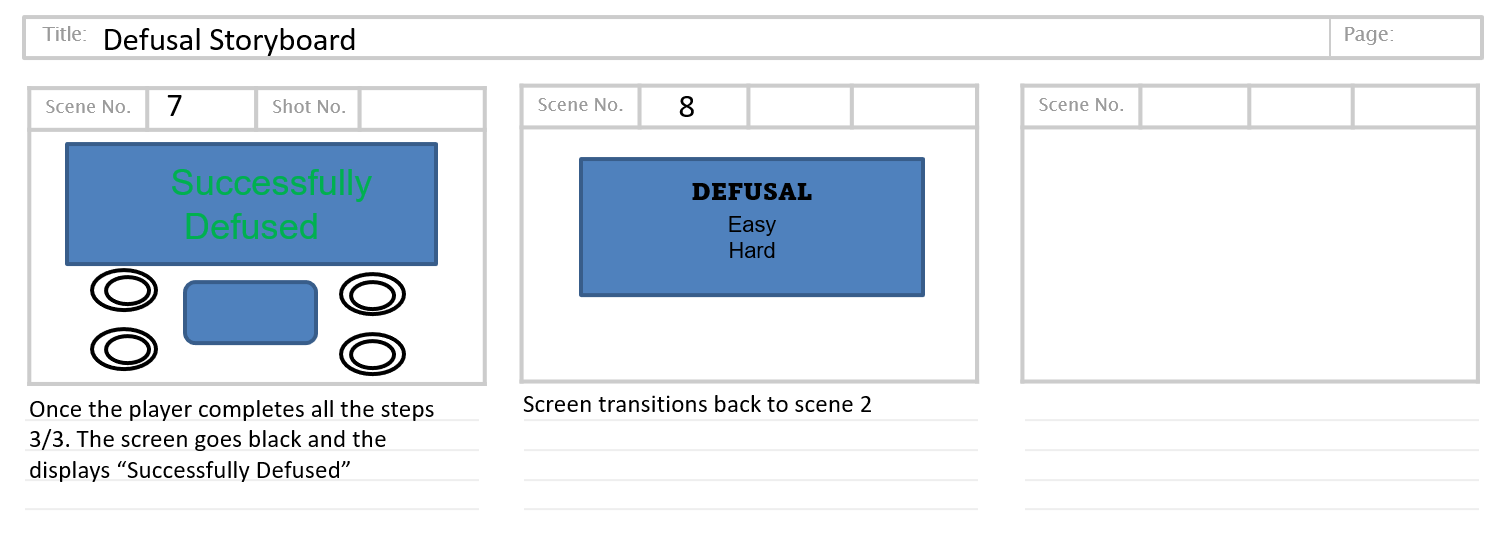 Title: Defusal Storyboard Page:
Scene No. 7 Shot No.
Successfully
Defused
Once the player completes all the steps
3/3. The screen goes black and the
displays “Successfully Defused”
Scene No. 8
DEFUSAL
Easy
Hard
Screen transitions back to scene 2
Scene No.